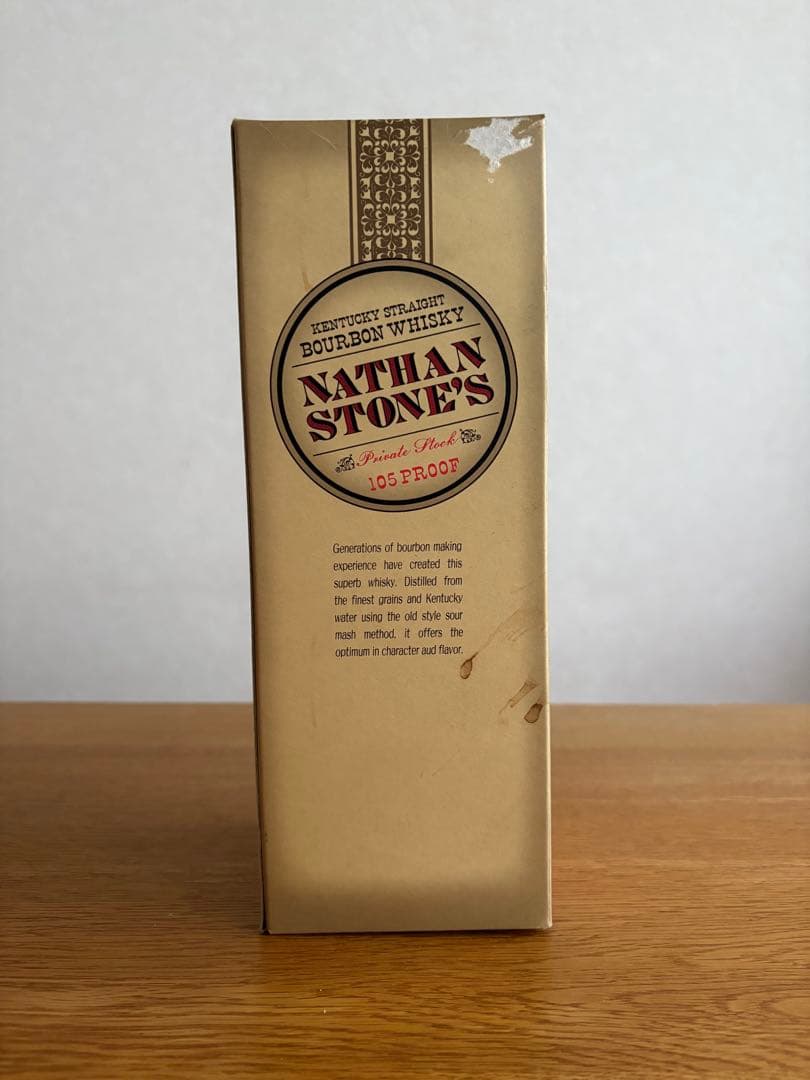 KENTUCKY STRAIGHT
BOURBON WHISKY
NATHAN
STONE'S
Private Stock
105 PROOF
Generations of bourbon making
experience have created this
superb whisky. Distilled from
the finest grains and Kentucky
water using the old style sour
mash method, it offers the
optimum in character aud flavor.